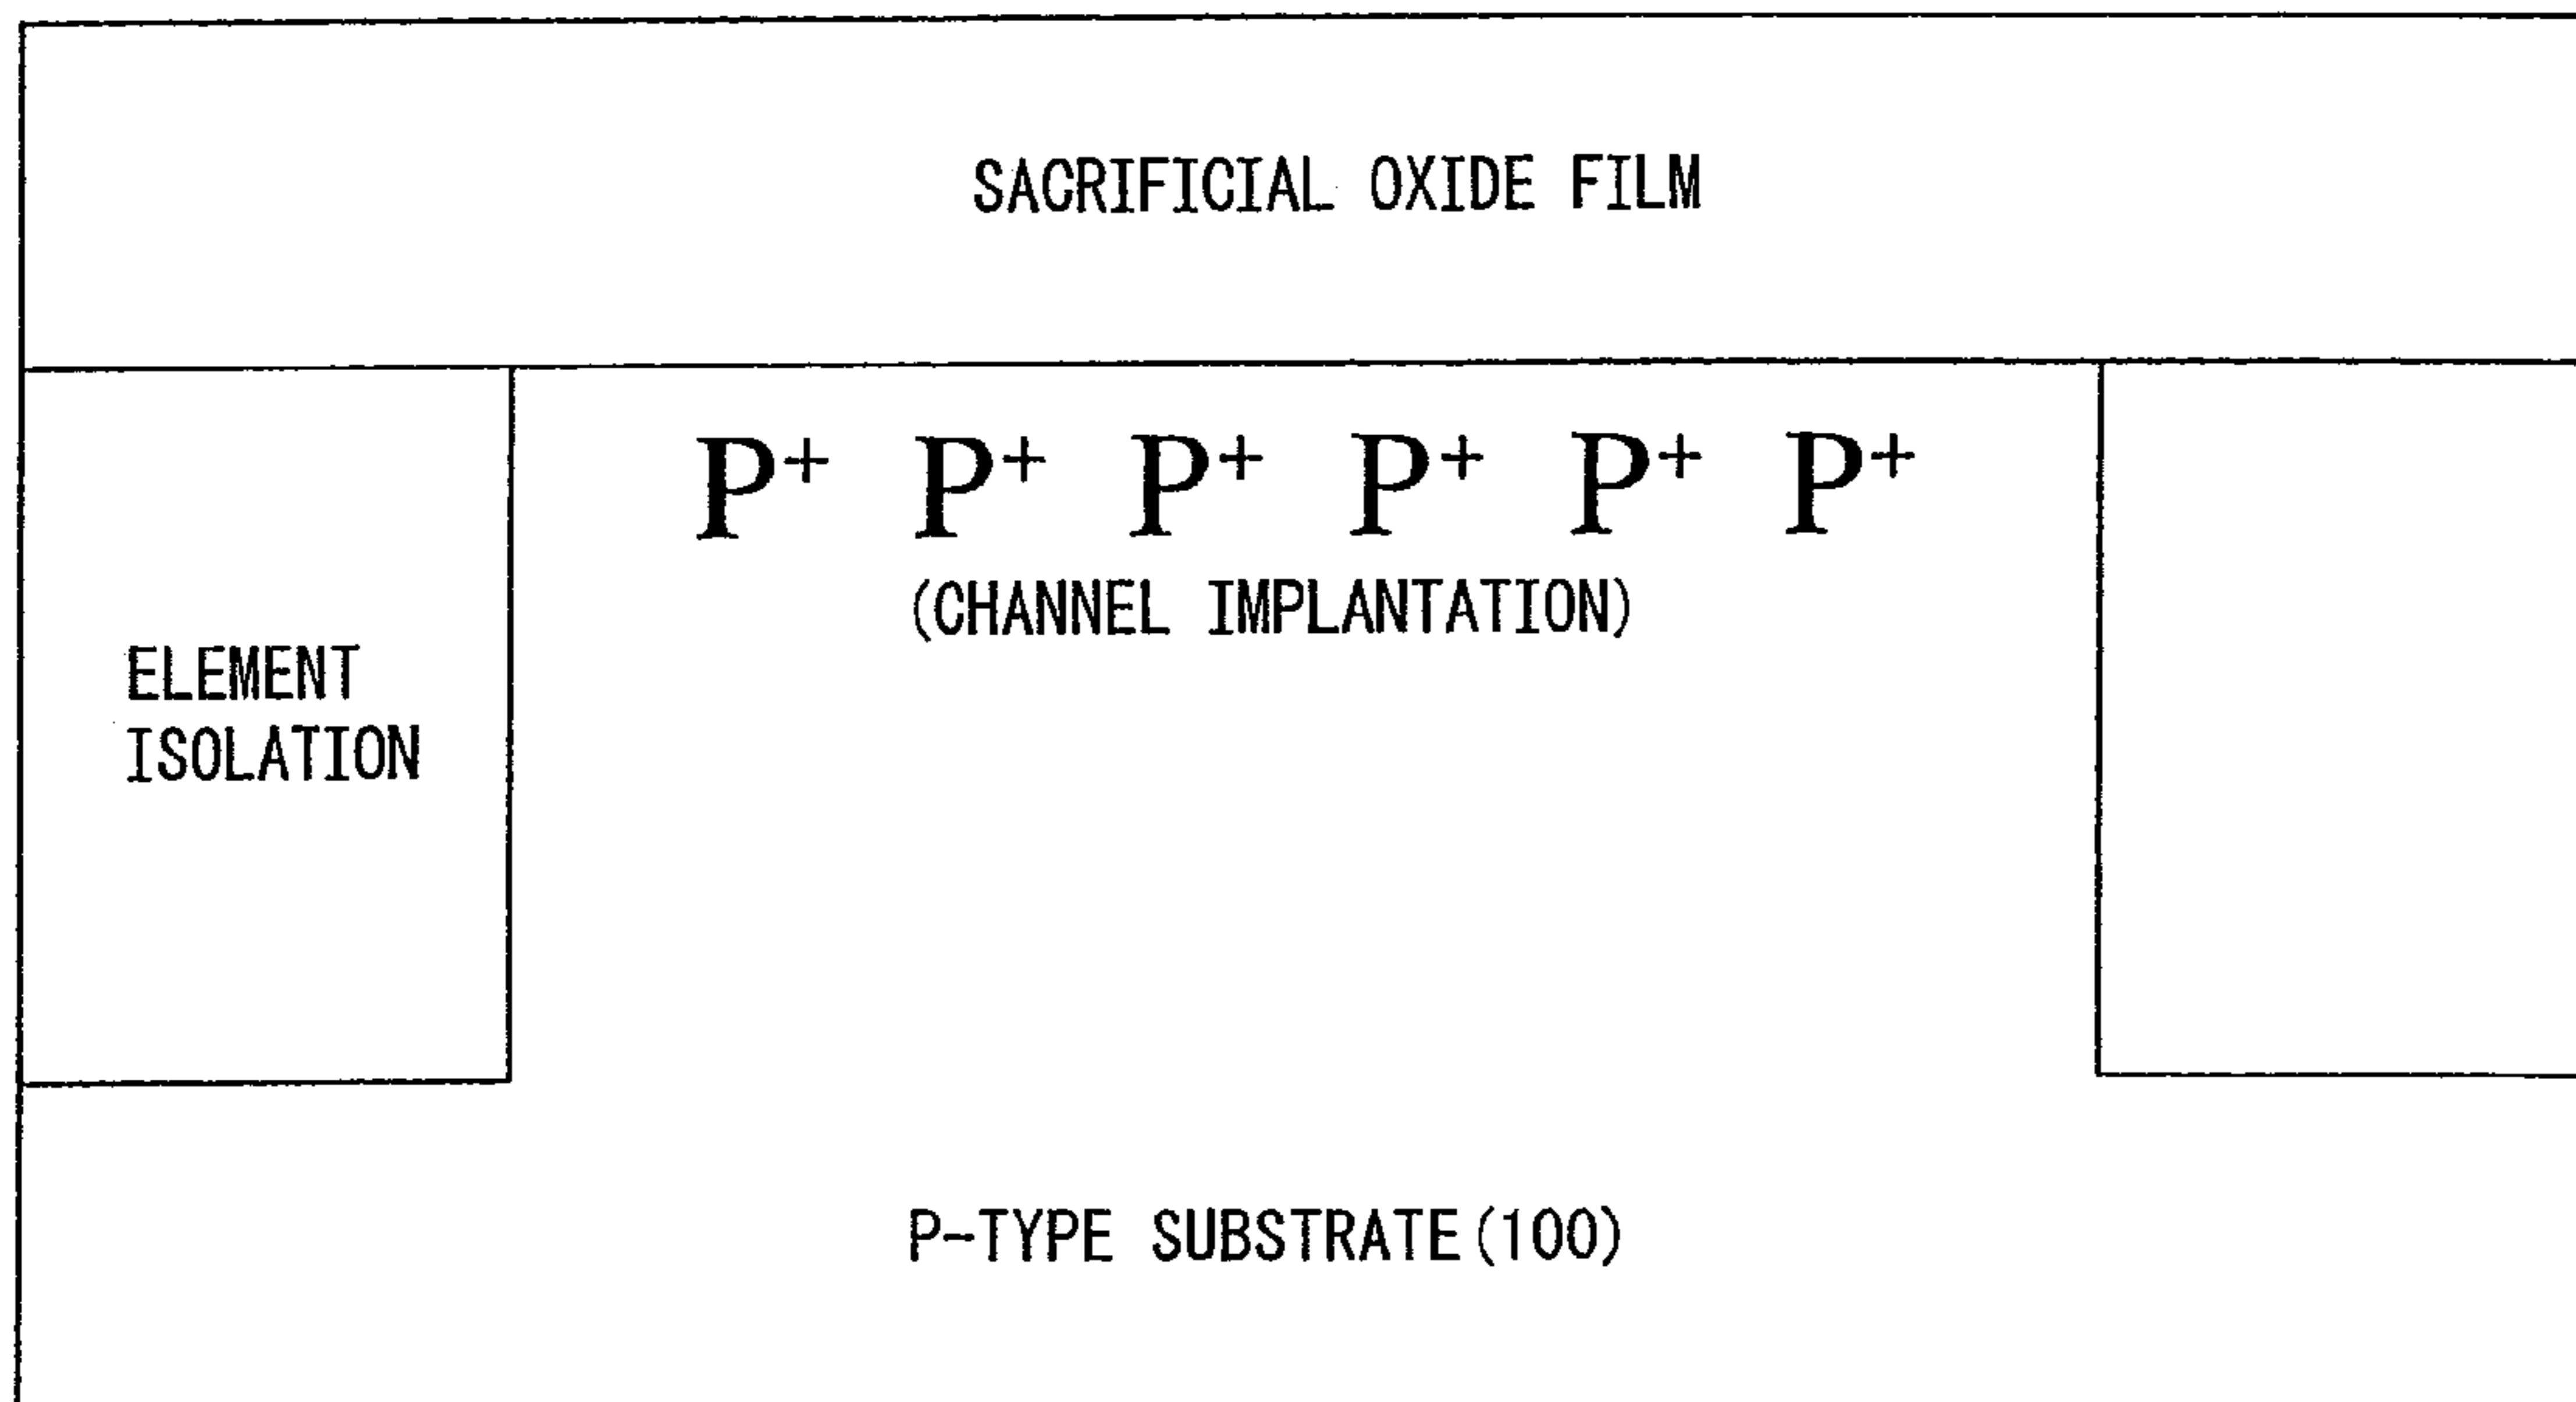 SACRIFICIAL OXIDE FILM
P+ P+ P+ P+ P+ P+
(CHANNEL IMPLANTATION)
ELEMENT
ISOLATION
P-TYPE SUBSTRATE(100)